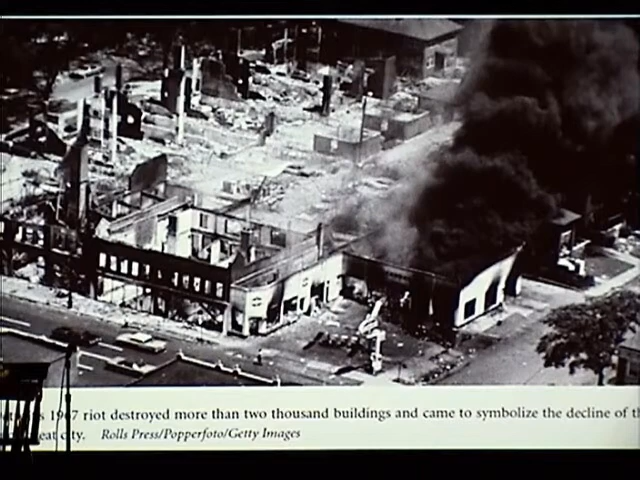 1967 riot destroyed more than two thousand buildings and came to symbolize the decline of
city. Rolls Press/Popperfoto/Getty Images